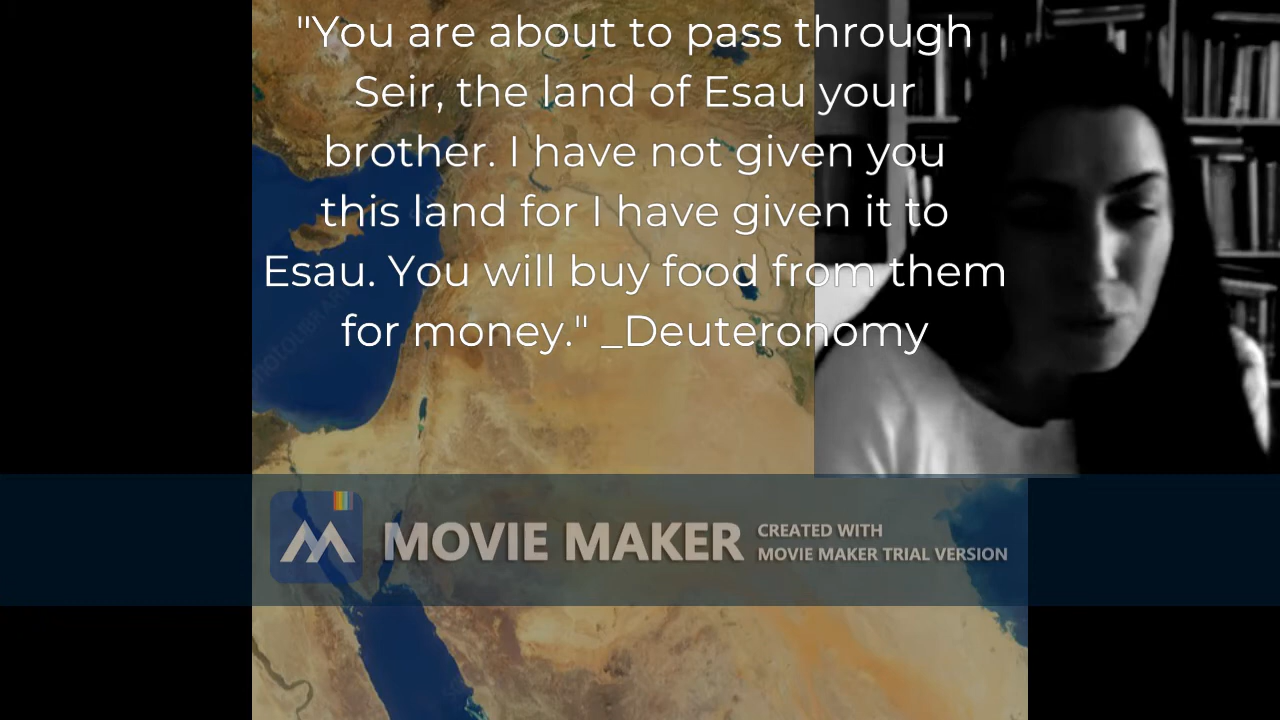 "You are about to pass through
Seir, the land of Esau your
brother. I have not given you
this land for I have given it to
Esau. You will buy food from them
for money." _Deuteronomy
MOVIE MAKER
CREATED WITH
MOVIE MAKER TRIAL VERSION